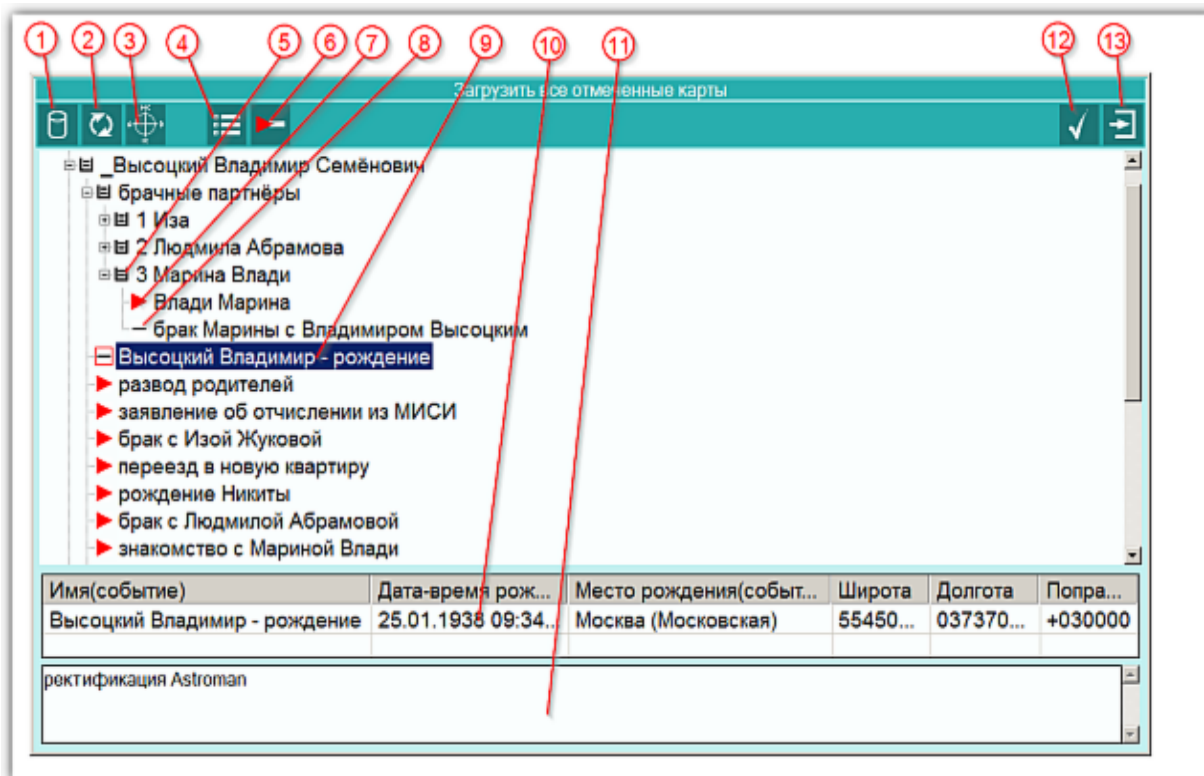 1 2 3 4 5 6 7 8 9 10 11 12 13
Загрузить все отмеченные карты
_Высоцкий Владимир Семёнович
брачные партнёры
1 Иза
2 Людмила Абрамова
3 Марина Влади
Влади Марина
брак Марины с Владимиром Высоцким
Высоцкий Владимир - рождение
развод родителей
заявление об отчислении из МИСИ
брак с Изой Жуковой
переезд в новую квартиру
рождение Никиты
брак с Людмилой Абрамовой
знакомство с Мариной Влади
Имя(событие) Дата-время рож... Место рождения(событ... Широта Долгота Попра...
Высоцкий Владимир - рождение 25.01.1938 09:34... Москва (Московская) 55450... 037370... +030000
ректификация Astroman